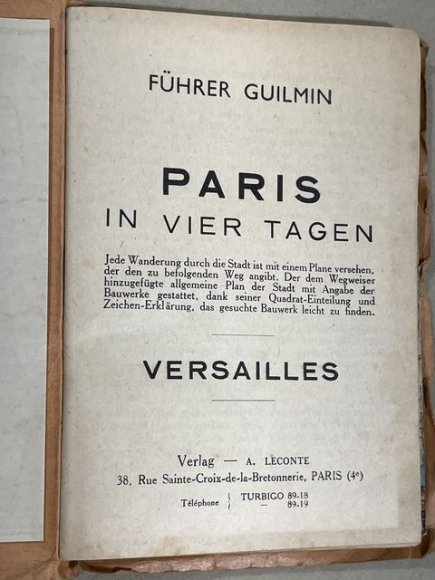 FÜHRER GUILMIN
PARIS
IN VIER TAGEN
Jede Wanderung durch die Stadt ist mit einem Plane versehen,
der den zu befolgenden Weg angibt. Der dem Wegweiser
hinzugefügte allgemeine Plan der Stadt mit Angabe der
Bauwerke gestattet, dank seiner Quadrat-Einteilung und
Zeichen-Erklärung, das gesuchte Bauwerk leicht zu finden.
VERSAILLES
Verlag — A. LECONTE
38, Rue Sainte-Croix-de-la-Bretonnerie, PARIS (4e)
Téléphone { TURBIGO 89-18
— 89-19